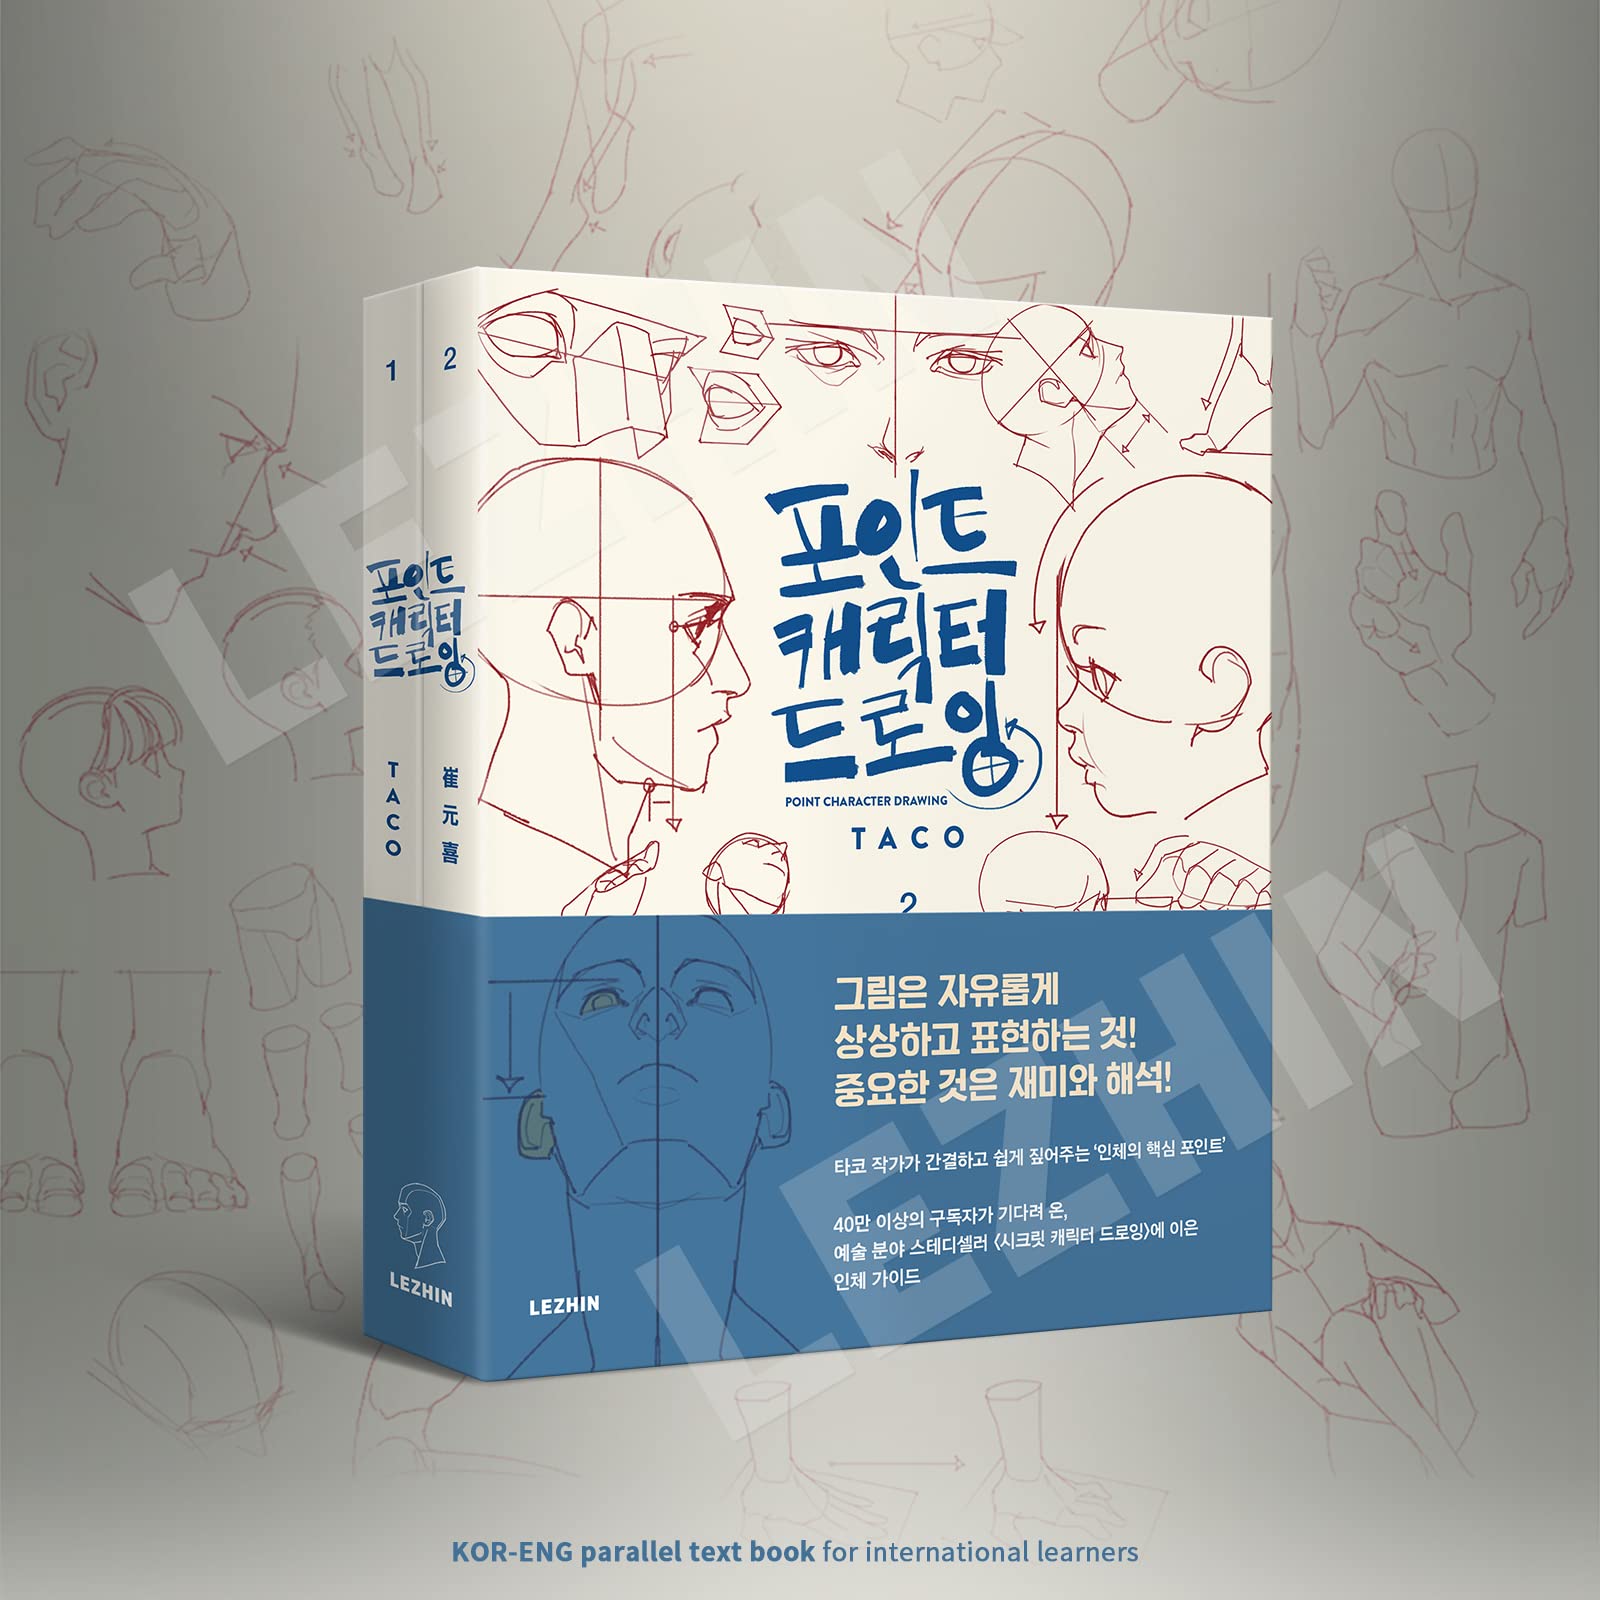 LEZHIN
1
2
포인트
캐릭터
드로잉
TACO
崔元喜
LEZHIN
포인트
캐릭터
드로잉
POINT CHARACTER DRAWING
TACO
2
그림은 자유롭게
상상하고 표현하는 것!
중요한 것은 재미와 해석!
타코 작가가 간결하고 쉽게 짚어주는 ‘인체의 핵심 포인트’
40만 이상의 구독자가 기다려 온,
예술 분야 스테디셀러 〈시크릿 캐릭터 드로잉〉에 이은
인체 가이드
LEZHIN
LEZHIN
KOR-ENG parallel text book for international learners